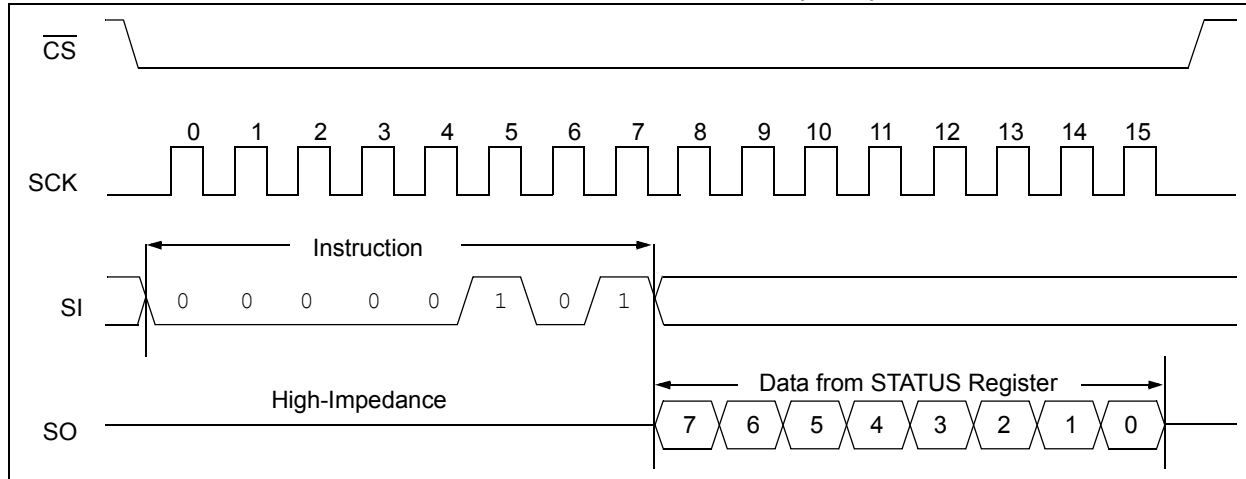 CS
0 1 2 3 4 5 6 7 8 9 10 11 12 13 14 15
SCK
Instruction
SI 0 0 0 0 0 1 0 1
Data from STATUS Register
High-Impedance
SO 7 6 5 4 3 2 1 0